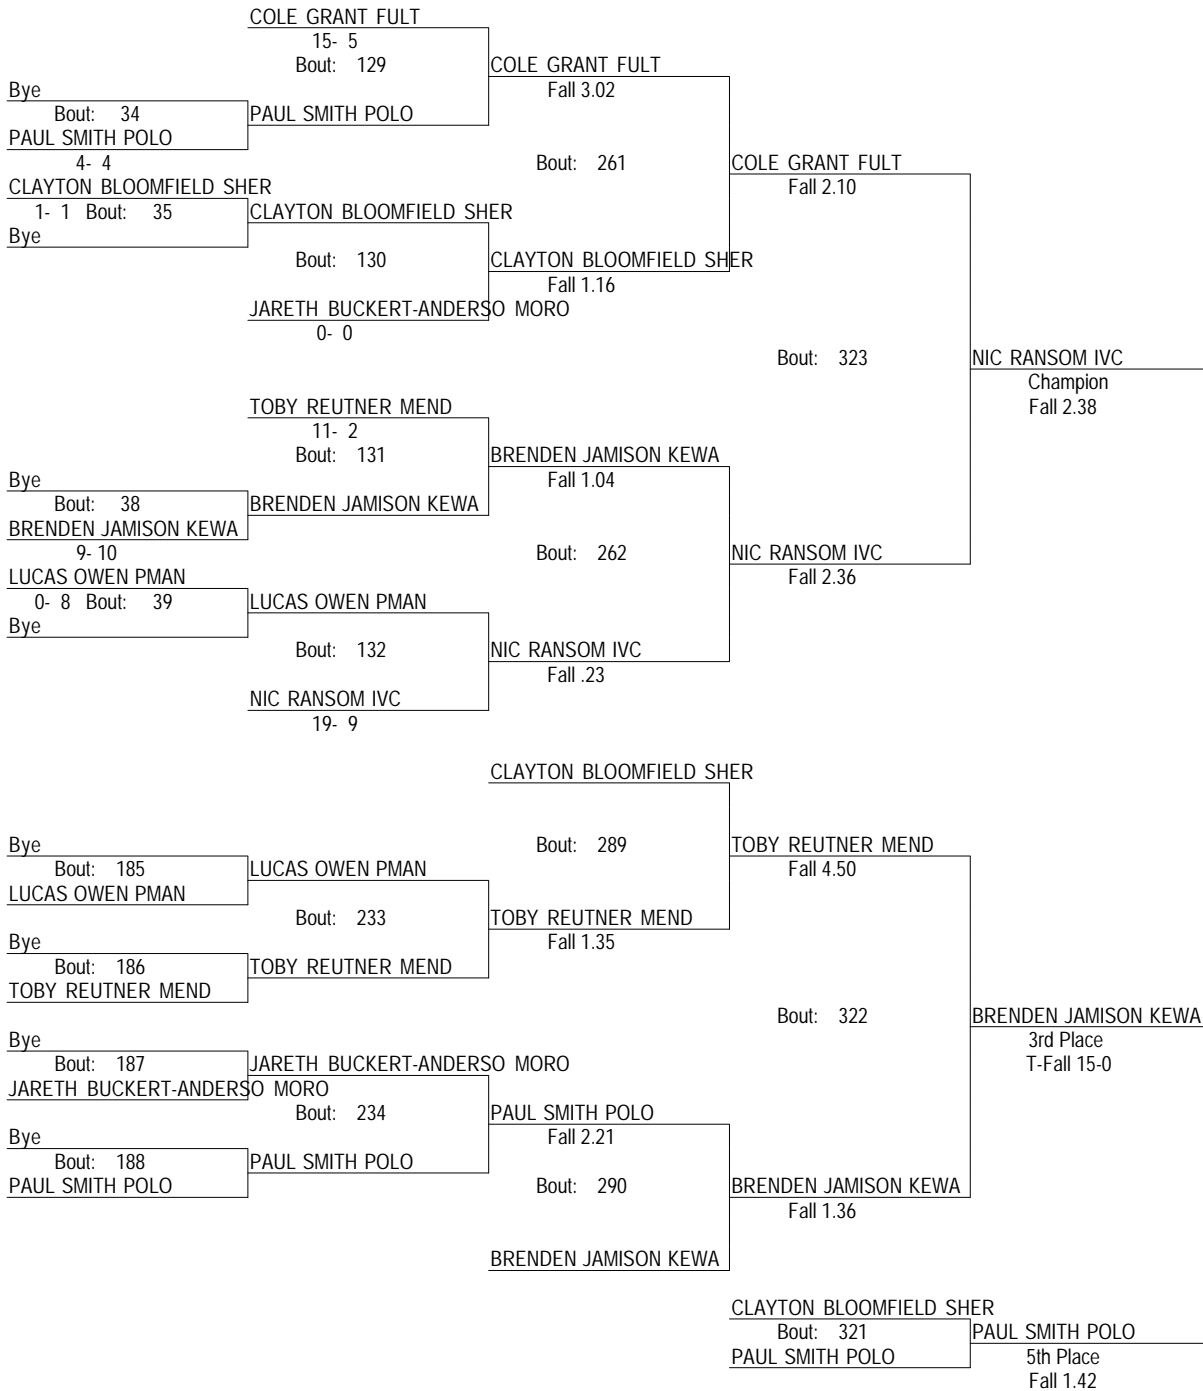 COLE GRANT FULT
15- 5
Bout: 129
COLE GRANT FULT
Fall 3.02
Bye
Bout: 34
PAUL SMITH POLO
PAUL SMITH POLO
4- 4
Bout: 261
COLE GRANT FULT
Fall 2.10
CLAYTON BLOOMFIELD SHER
1- 1 Bout: 35
CLAYTON BLOOMFIELD SHER
Bye
Bout: 130
CLAYTON BLOOMFIELD SHER
Fall 1.16
JARETH BUCKERT-ANDERSO MORO
0- 0
Bout: 323
NIC RANSOM IVC
Champion
Fall 2.38
TOBY REUTNER MEND
11- 2
Bout: 131
BRENDEN JAMISON KEWA
Fall 1.04
Bye
Bout: 38
BRENDEN JAMISON KEWA
BRENDEN JAMISON KEWA
9- 10
Bout: 262
NIC RANSOM IVC
Fall 2.36
LUCAS OWEN PMAN
0- 8 Bout: 39
LUCAS OWEN PMAN
Bye
Bout: 132
NIC RANSOM IVC
Fall .23
NIC RANSOM IVC
19- 9
CLAYTON BLOOMFIELD SHER
Bout: 289
TOBY REUTNER MEND
Fall 4.50
Bye
Bout: 185
LUCAS OWEN PMAN
LUCAS OWEN PMAN
Bout: 233
TOBY REUTNER MEND
Fall 1.35
Bye
Bout: 186
TOBY REUTNER MEND
TOBY REUTNER MEND
Bout: 322
BRENDEN JAMISON KEWA
3rd Place
T-Fall 15-0
Bye
Bout: 187
JARETH BUCKERT-ANDERSO MORO
JARETH BUCKERT-ANDERSO MORO
Bout: 234
PAUL SMITH POLO
Fall 2.21
Bye
Bout: 188
PAUL SMITH POLO
PAUL SMITH POLO
Bout: 290
BRENDEN JAMISON KEWA
Fall 1.36
BRENDEN JAMISON KEWA
CLAYTON BLOOMFIELD SHER
Bout: 321
PAUL SMITH POLO
PAUL SMITH POLO
5th Place
Fall 1.42